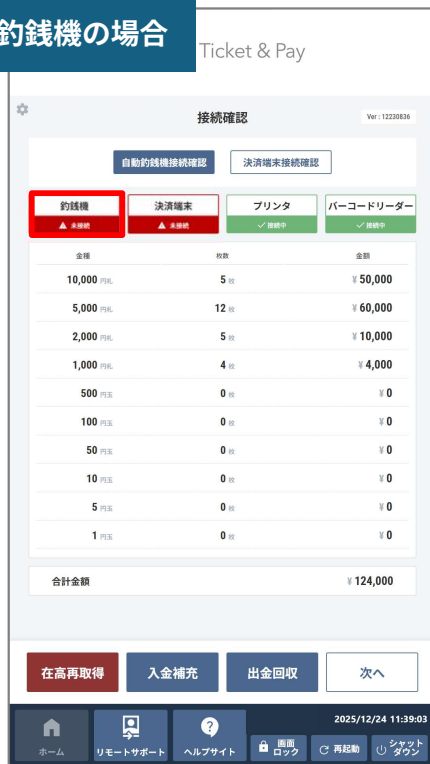 釣銭機の場合
Ticket & Pay
接続確認
Ver : 12230836
自動釣銭機接続確認 決済端末接続確認
釣銭機 決済端末 プリンタ バーコードリーダー
未接続 未接続 接続中 接続中
金種 枚数 金額
10,000 円札 5 枚 ¥ 50,000
5,000 円札 12 枚 ¥ 60,000
2,000 円札 5 枚 ¥ 10,000
1,000 円札 4 枚 ¥ 4,000
500 円玉 0 枚 ¥ 0
100 円玉 0 枚 ¥ 0
50 円玉 0 枚 ¥ 0
10 円玉 0 枚 ¥ 0
5 円玉 0 枚 ¥ 0
1 円玉 0 枚 ¥ 0
合計金額 ¥ 124,000
在高再取得 入金補充 出金回収 次へ
2025/12/24 11:39:03
ホーム リモートサポート ヘルプサイト 画面ロック 再起動 シャットダウン